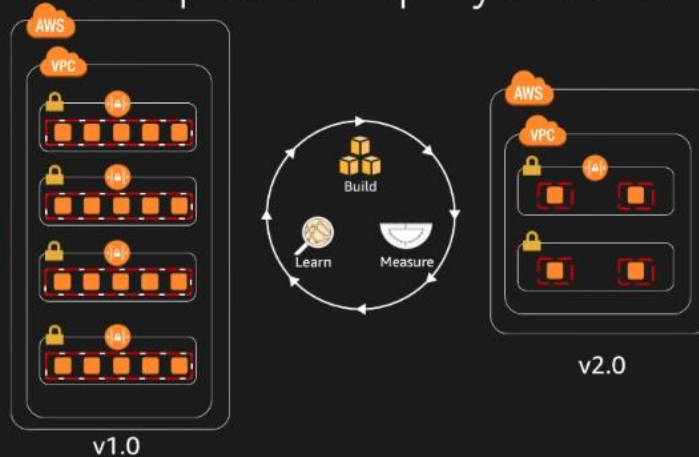 AWS
VPC
v1.0
Build
Learn
Measure
AWS
VPC
v2.0